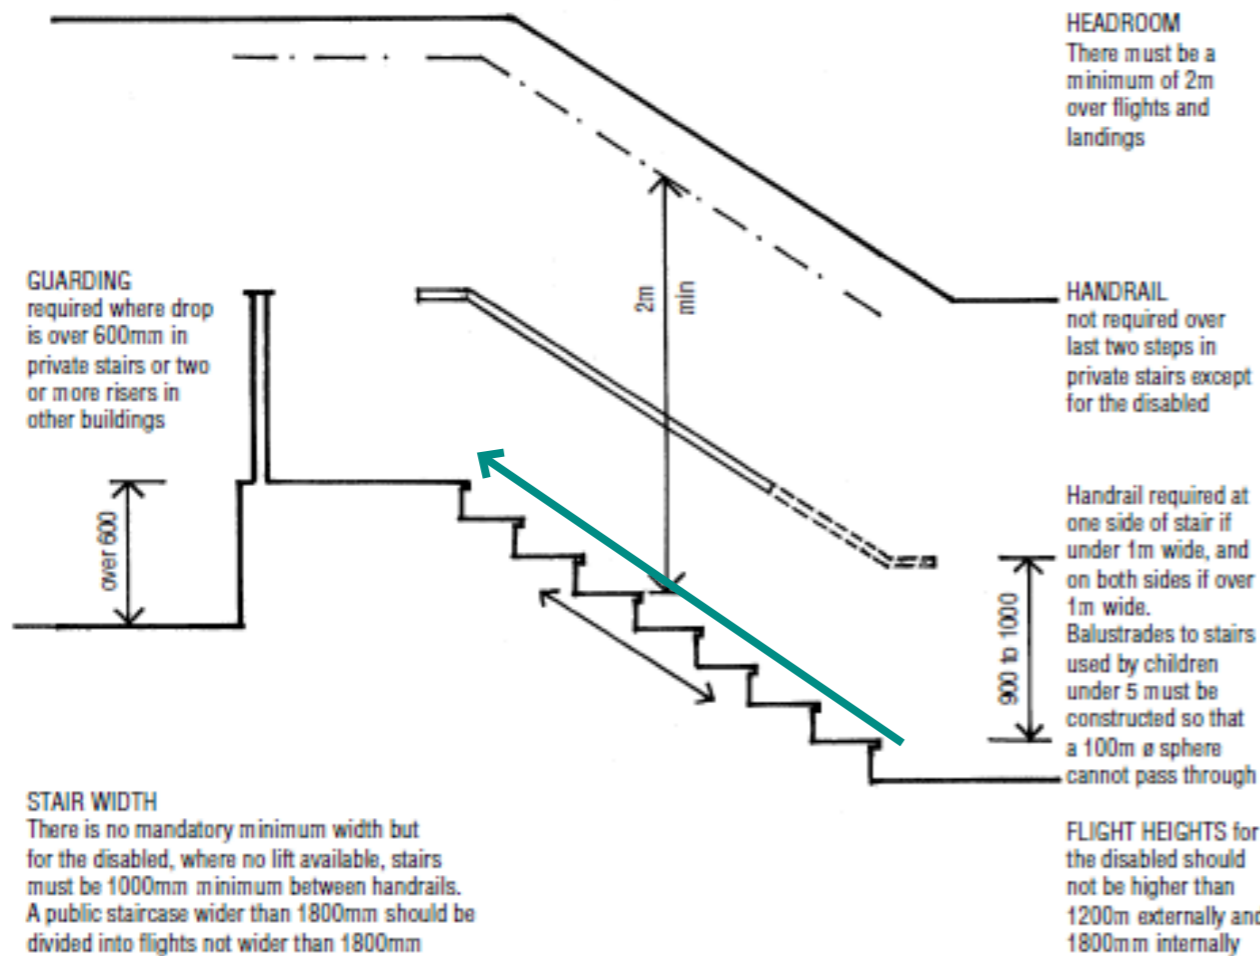 HEADROOM
There must be a
minimum of 2m
over flights and
landings
GUARDING
required where drop
is over 600mm in
private stairs or two
or more risers in
other buildings
2m
min
HANDRAIL
not required over
last two steps in
private stairs except
for the disabled
over 600
Handrail required at
one side of stair if
under 1m wide, and
on both sides if over
1m wide.
Balustrades to stairs
used by children
under 5 must be
constructed so that
a 100m ø sphere
cannot pass through
900 to 1000
STAIR WIDTH
There is no mandatory minimum width but
for the disabled, where no lift available, stairs
must be 1000mm minimum between handrails.
A public staircase wider than 1800mm should be
divided into flights not wider than 1800mm
FLIGHT HEIGHTS for
the disabled should
not be higher than
1200m externally and
1800mm internally